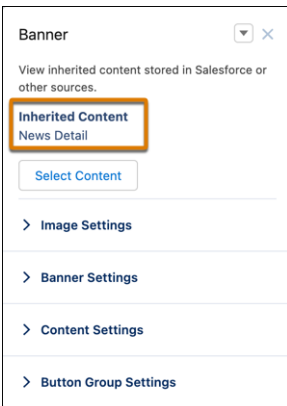 Banner
View inherited content stored in Salesforce or
other sources.
Inherited Content
News Detail
Select Content
Image Settings
Banner Settings
Content Settings
Button Group Settings